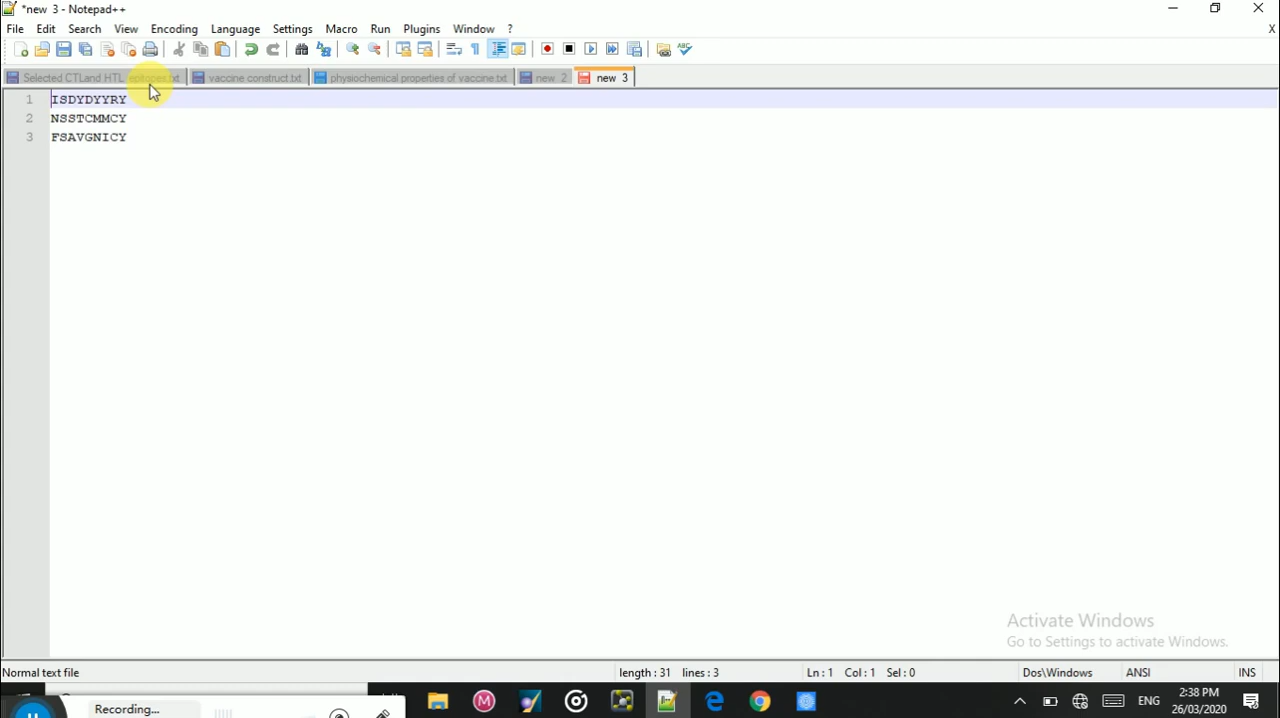 *new 3 - Notepad++
File Edit Search View Encoding Language Settings Macro Run Plugins Window ? X
Selected CTLand HTL epitopes.txt vaccine construct.txt physiochemical properties of vaccine.txt new 2 new 3
1 ISDYDYYRY
2 NSSTCMMCY
3 FSAVGNICY
Activate Windows
Go to Settings to activate Windows.
Normal text file length : 31 lines : 3 Ln : 1 Col : 1 Sel : 0 Dos\Windows ANSI INS
ENG 2:38 PM
26/03/2020
Recording...